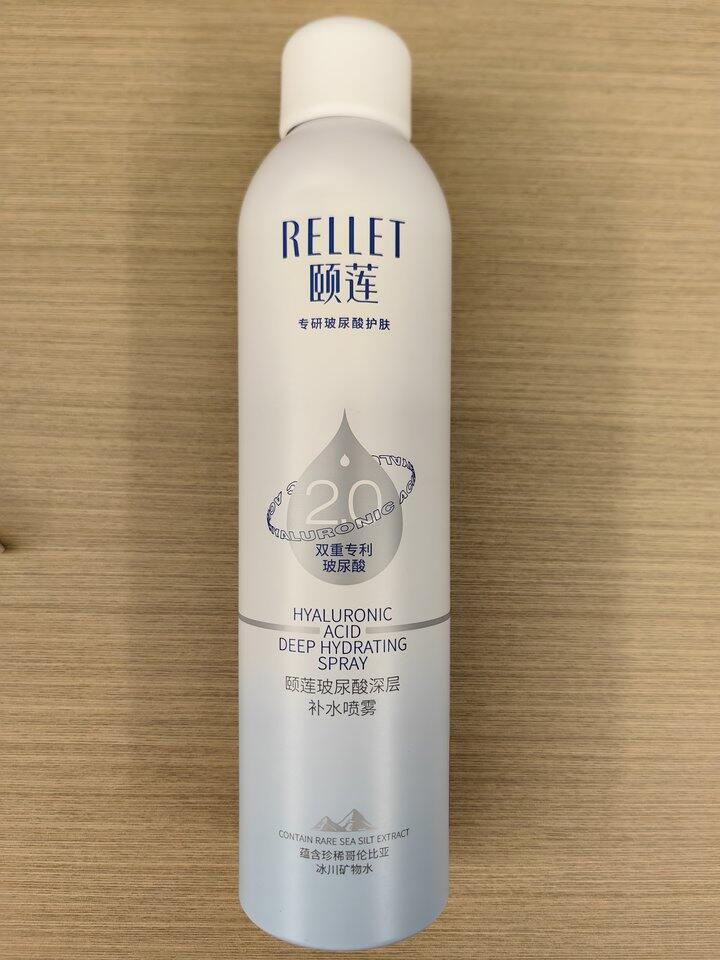 RELLET
颐莲
专研玻尿酸护肤
2.0
HYALURONIC AC
双重专利
玻尿酸
HYALURONIC
ACID
DEEP HYDRATING
SPRAY
颐莲玻尿酸深层
补水喷雾
CONTAIN RARE SEA SILT EXTRACT
蕴含珍稀哥伦比亚
冰川矿物水